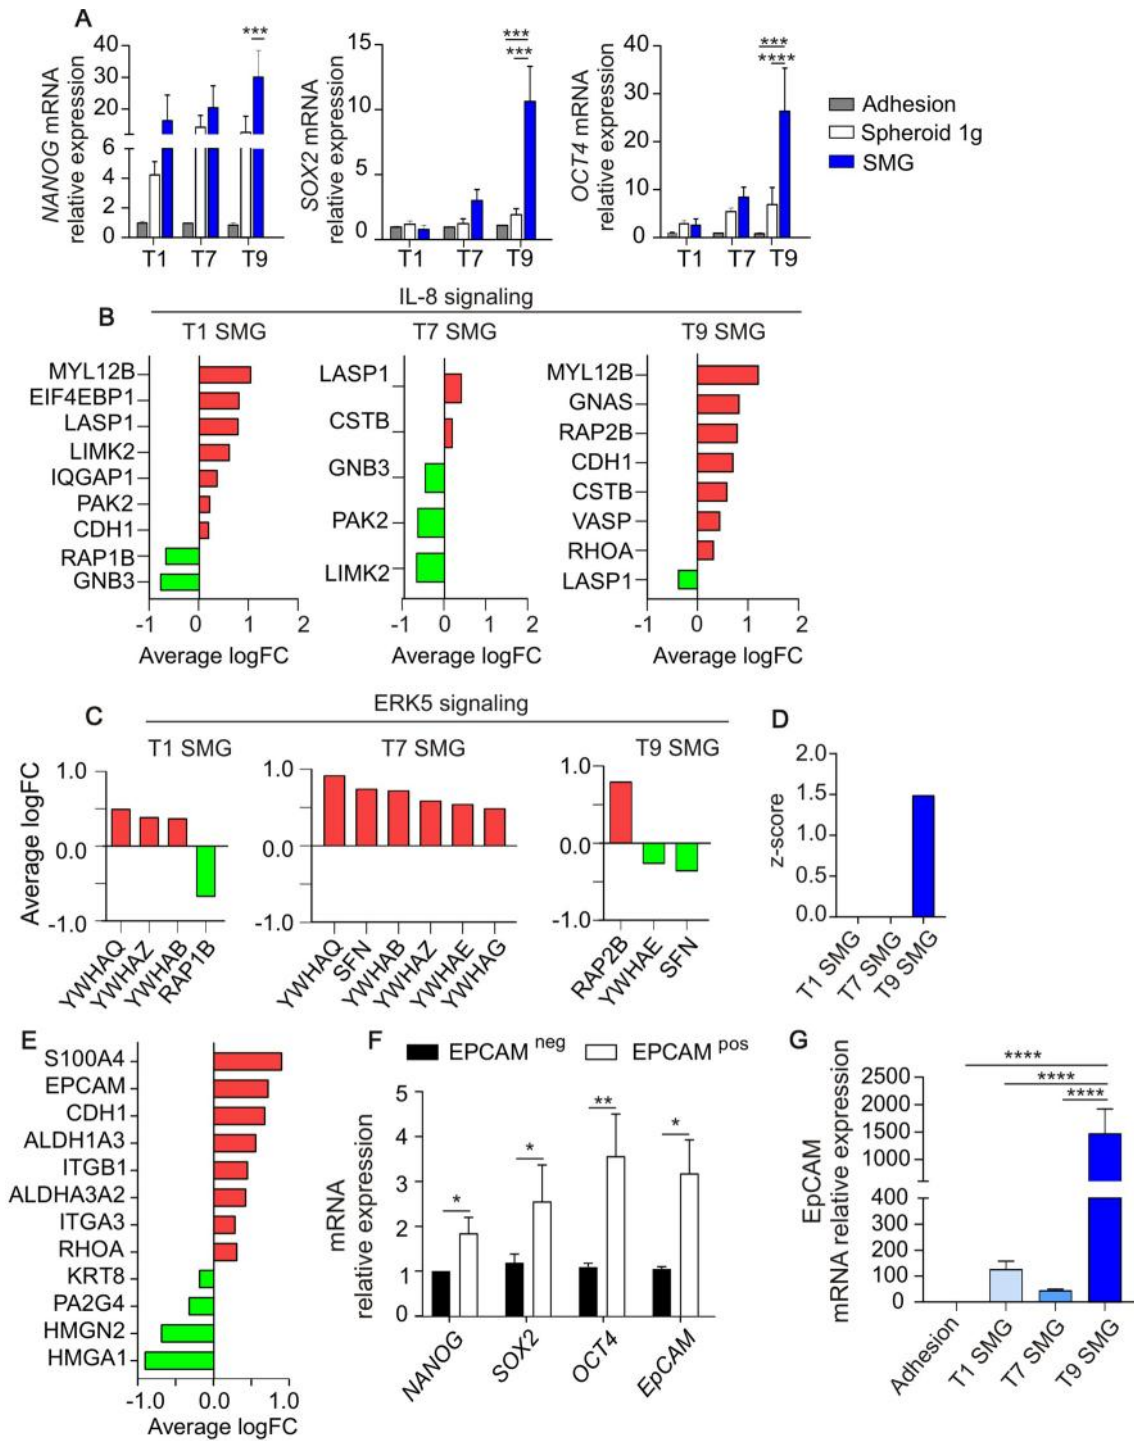 A
NANOG mRNA
relative expression
40
20
6
4
2
0
T1
T7
T9
***
SOX2 mRNA
relative expression
15
10
5
0
T1
T7
T9
***
***
OCT4 mRNA
relative expression
40
30
20
10
0
T1
T7
T9
***
****
Adhesion
Spheroid 1g
SMG
IL-8 signaling
B
T1 SMG
MYL12B
EIF4EBP1
LASP1
LIMK2
IQGAP1
PAK2
CDH1
RAP1B
GNB3
-1 0 1 2
Average logFC
T7 SMG
LASP1
CSTB
GNB3
PAK2
LIMK2
-1 0 1 2
Average logFC
T9 SMG
MYL12B
GNAS
RAP2B
CDH1
CSTB
VASP
RHOA
LASP1
-1 0 1 2
Average logFC
ERK5 signaling
C
T1 SMG
Average logFC
1.0
0.0
-1.0
YWHAQ
YWHAZ
YWHAB
RAP1B
T7 SMG
1.0
0.0
-1.0
YWHAQ
SFN
YWHAB
YWHAZ
YWHAE
YWHAG
T9 SMG
1.0
0.0
-1.0
RAP2B
YWHAE
SFN
D
z-score
2.0
1.5
1.0
0.5
0.0
T1 SMG
T7 SMG
T9 SMG
E
S100A4
EPCAM
CDH1
ALDH1A3
ITGB1
ALDHA3A2
ITGA3
RHOA
KRT8
PA2G4
HMGN2
HMGA1
-1.0 0.0 1.0
Average logFC
F
EPCAM neg
EPCAM pos
mRNA
relative expression
5
4
3
2
1
0
*
*
**
*
NANOG
SOX2
OCT4
EpCAM
G
EpCAM
mRNA relative expression
2500
2000
1500
1000
400
300
200
100
0
****
****
****
Adhesion
T1 SMG
T7 SMG
T9 SMG